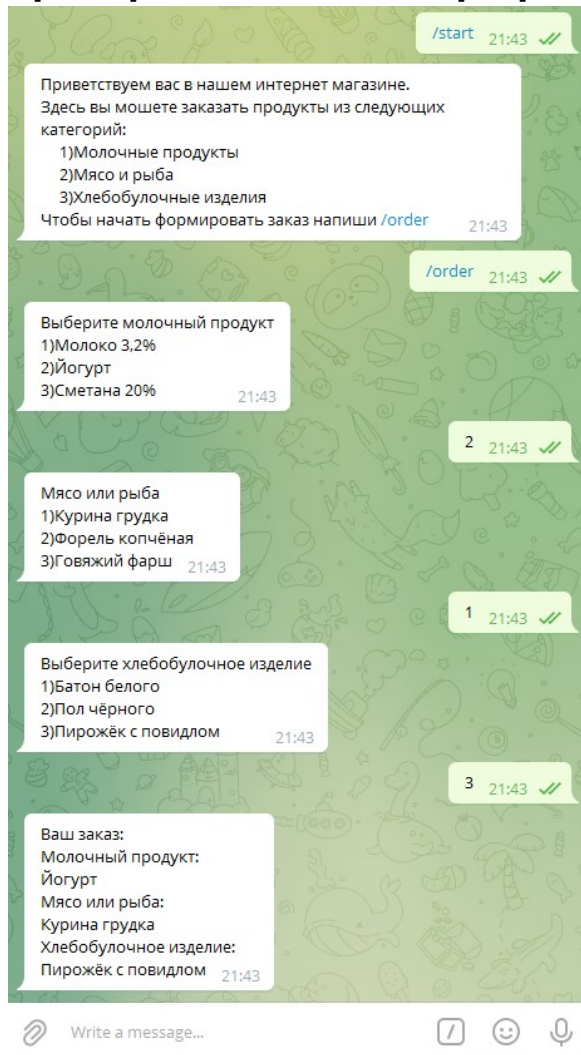 /start 21:43
Приветствуем вас в нашем интернет магазине.
Здесь вы мошете заказать продукты из следующих
категорий:
1)Молочные продукты
2)Мясо и рыба
3)Хлебобулочные изделия
Чтобы начать формировать заказ напиши /order 21:43
/order 21:43
Выберите молочный продукт
1)Молоко 3,2%
2)Йогурт
3)Сметана 20% 21:43
2 21:43
Мясо или рыба
1)Курина грудка
2)Форель копчёная
3)Говяжий фарш 21:43
1 21:43
Выберите хлебобулочное изделие
1)Батон белого
2)Пол чёрного
3)Пирожёк с повидлом 21:43
3 21:43
Ваш заказ:
Молочный продукт:
Йогурт
Мясо или рыба:
Курина грудка
Хлебобулочное изделие:
Пирожёк с повидлом 21:43
Write a message...